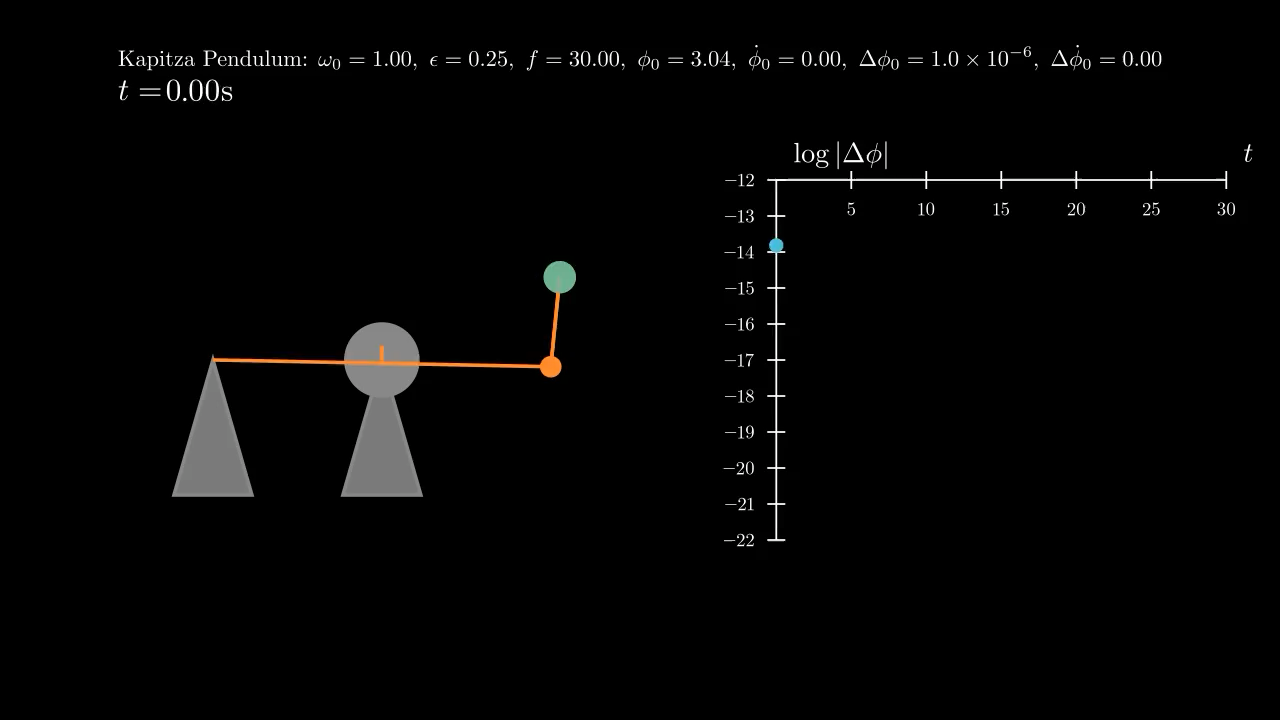 Kapitza Pendulum: ω₀ = 1.00, ϵ = 0.25, f = 30.00, ϕ₀ = 3.04, ϕ̇₀ = 0.00, Δϕ₀ = 1.0 × 10⁻⁶, Δϕ̇₀ = 0.00
t = 0.00s
log |Δϕ| t
−12
5 10 15 20 25 30
−13
−14
−15
−16
−17
−18
−19
−20
−21
−22